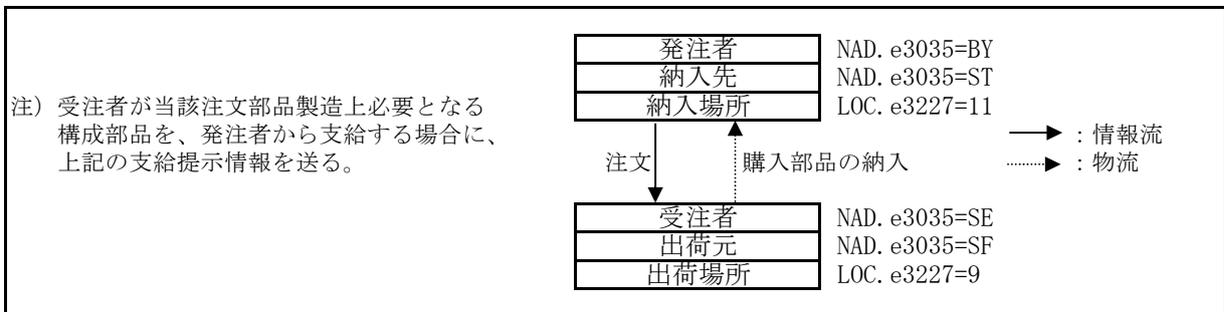 発注者 NAD. e3035=BY
納入先 NAD. e3035=ST
納入場所 LOC. e3227=11
注）受注者が当該注文部品製造上必要となる
構成部品を、発注者から支給する場合に、
上記の支給提示情報を送る。
注文 購入部品の納入
：情報流
：物流
受注者 NAD. e3035=SE
出荷元 NAD. e3035=SF
出荷場所 LOC. e3227=9